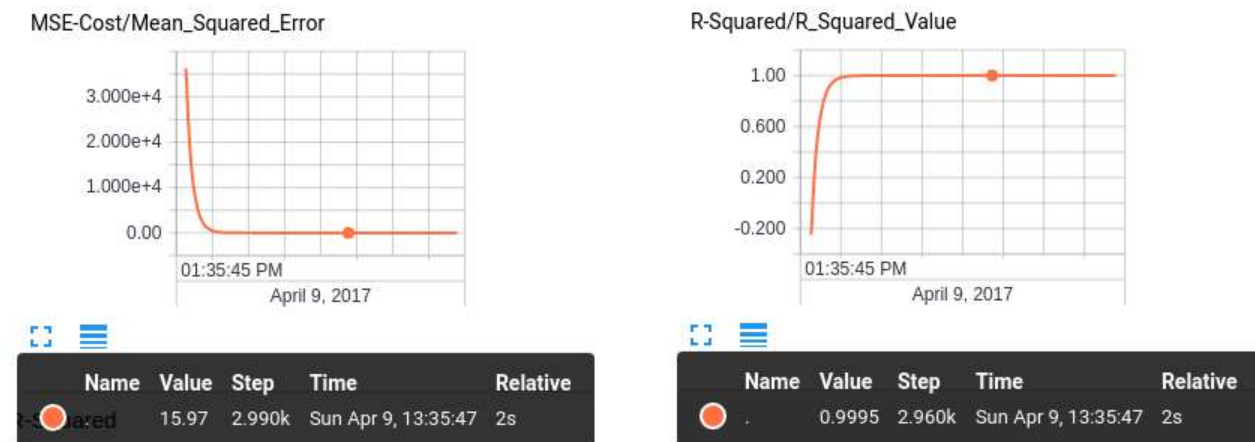 MSE-Cost/Mean_Squared_Error
3.000e+4
2.000e+4
1.000e+4
0.00
01:35:45 PM
April 9, 2017
Name Value Step Time Relative
R-Squared
. 15.97 2.990k Sun Apr 9, 13:35:47 2s
R-Squared/R_Squared_Value
1.00
0.600
0.200
-0.200
01:35:45 PM
April 9, 2017
Name Value Step Time Relative
. 0.9995 2.960k Sun Apr 9, 13:35:47 2s